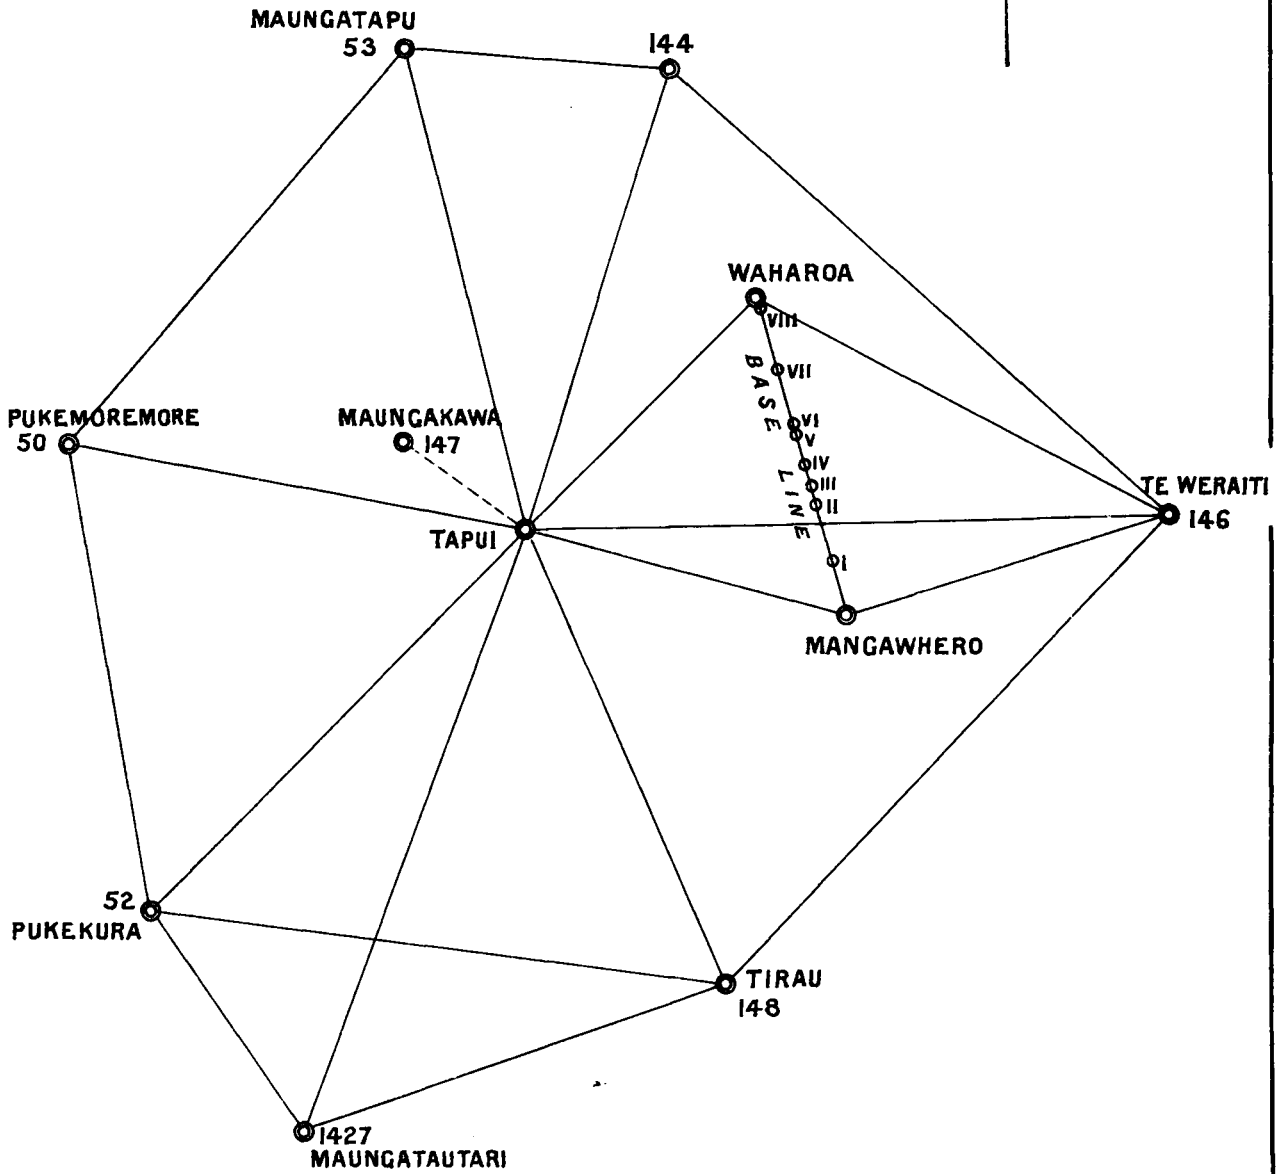 MAUNGATAPU
53
144
WAHAROA
VIII
VII
VI
V
IV
III
II
I
BASE LINE
PUKEMOREMORE
50
MAUNGAKAWA
147
TE WERAITI
146
TAPUI
MANGAWHERO
52
PUKEKURA
TIRAU
148
1427
MAUNGATAUTARI